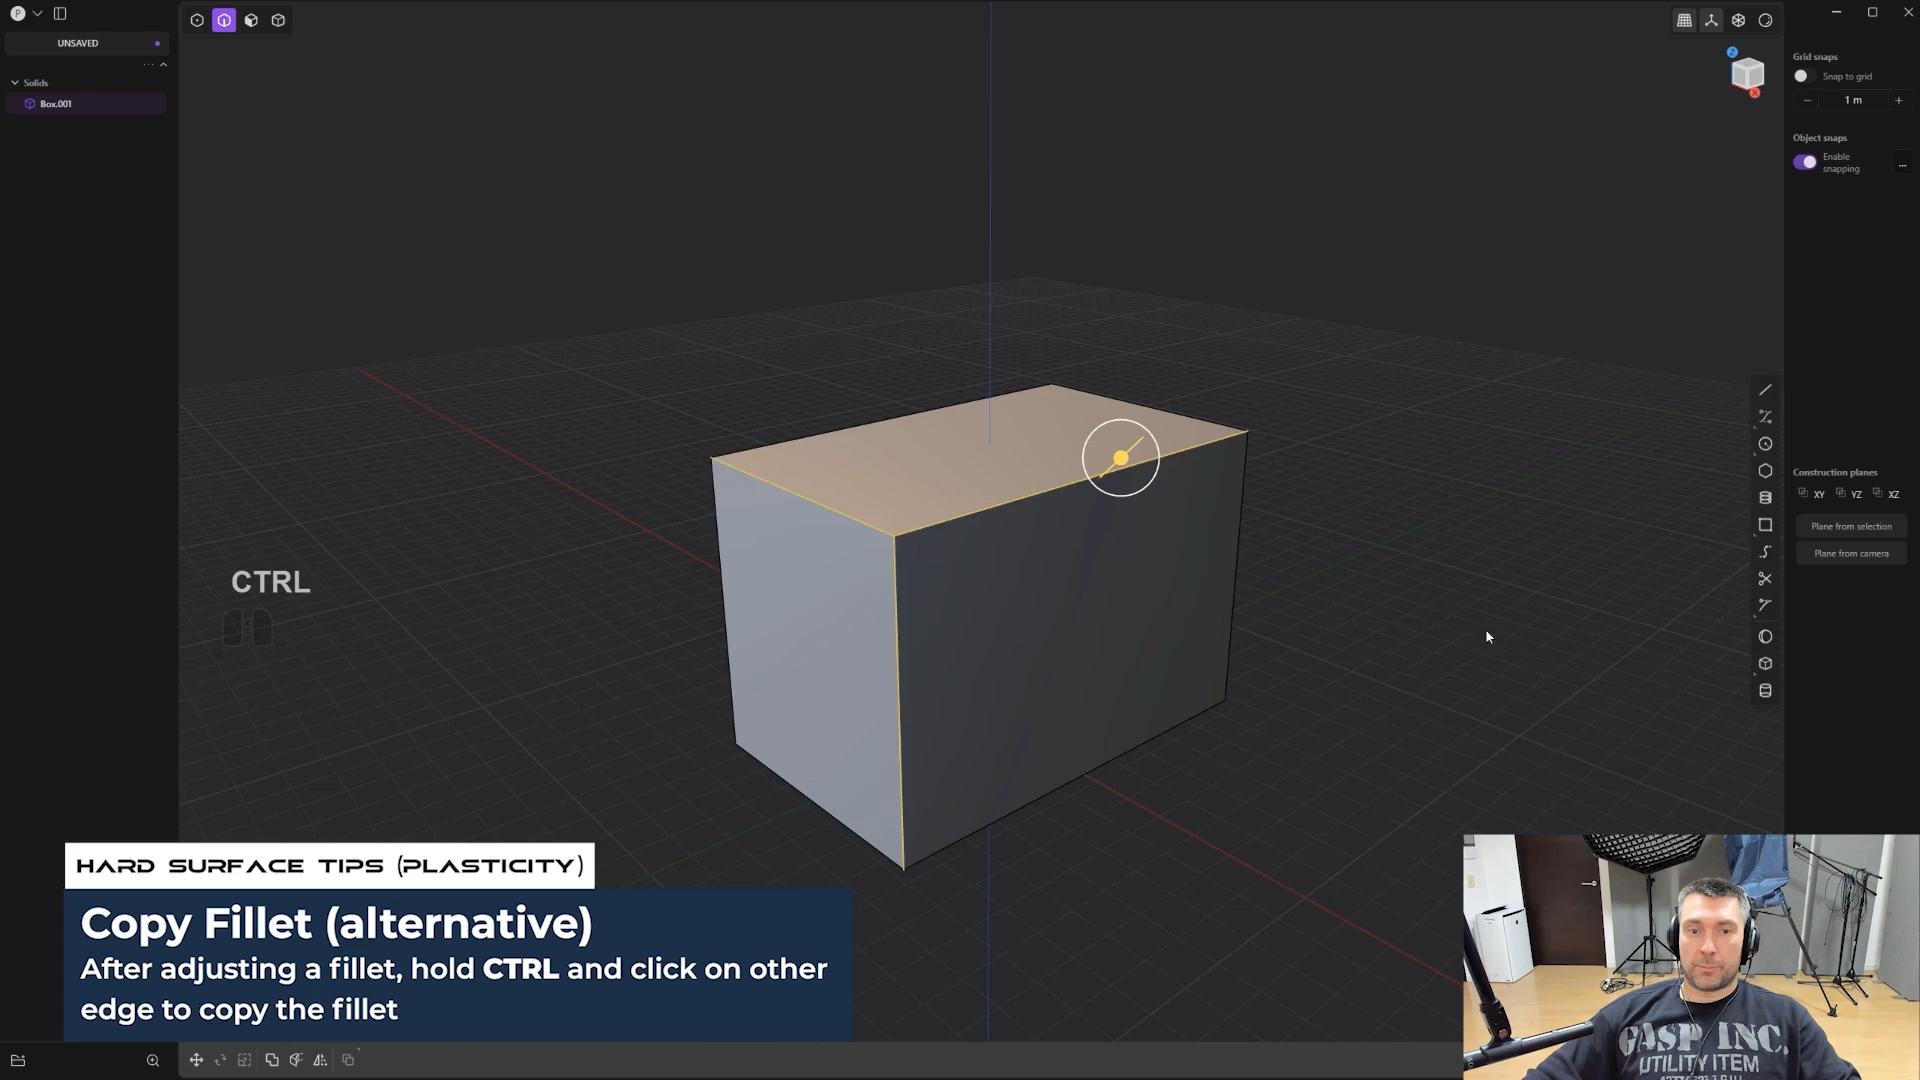 P
UNSAVED
Solids
Box.001
Z
X
Grid snaps
Snap to grid
1 m
Object snaps
Enable
snapping
Construction planes
XY YZ XZ
Plane from selection
Plane from camera
CTRL
HARD SURFACE TIPS (PLASTICITY)
Copy Fillet (alternative)
After adjusting a fillet, hold CTRL and click on other
edge to copy the fillet
GASP INC.
UTILITY ITEM